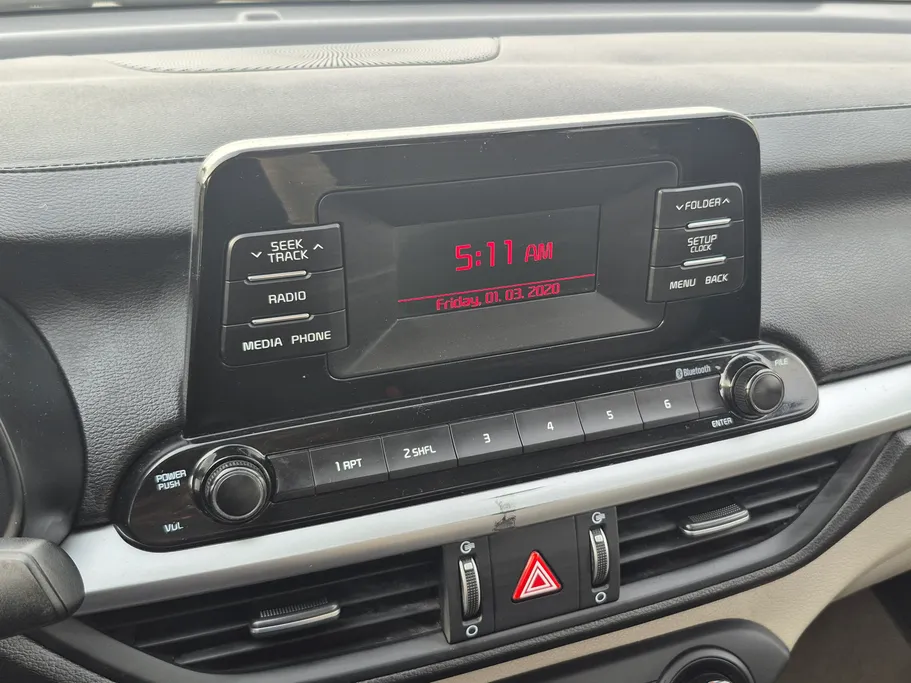 SEEK
TRACK
RADIO
MEDIA PHONE
5:11 AM
Friday, 01. 03. 2020
FOLDER
SETUP
CLOCK
MENU BACK
Bluetooth
FILE
ENTER
POWER
PUSH
VOL
1 APT
2 SHFL
3
4
5
6